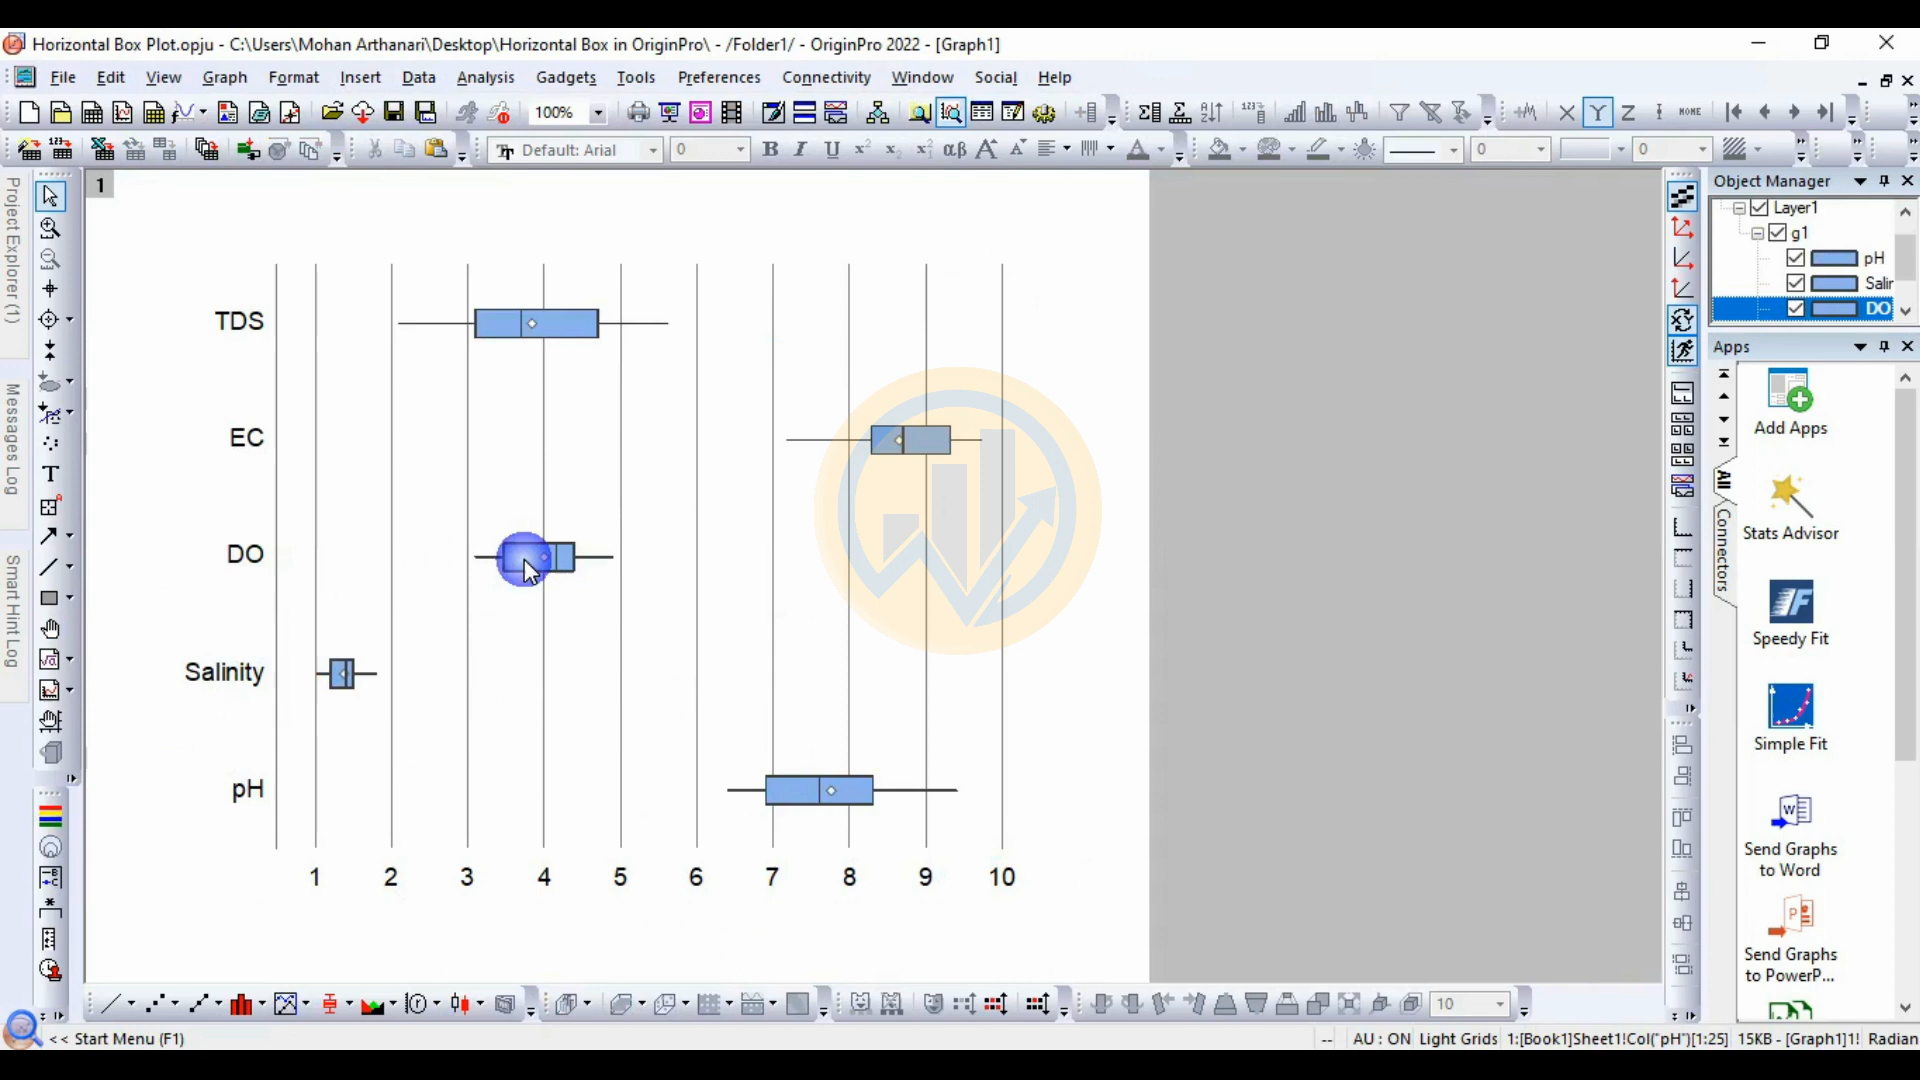 Horizontal Box Plot.opju - C:\Users\Mohan Arthanari\Desktop\Horizontal Box in OriginPro\ - /Folder1/ - OriginPro 2022 - [Graph1]
File Edit View Graph Format Insert Data Analysis Gadgets Tools Preferences Connectivity Window Social Help
100%
X Y Z HOME
Default: Arial 0 B I U αβ A 0 0
Project Explorer (1)
Messages Log
Smart Hint Log
1
TDS
EC
DO
Salinity
pH
1 2 3 4 5 6 7 8 9 10
Object Manager
Layer1
g1
pH
Salin
DO
Apps
All
Connectors
Add Apps
Stats Advisor
Speedy Fit
Simple Fit
Send Graphs
to Word
Send Graphs
to PowerP...
10
<< Start Menu (F1)
-- AU : ON Light Grids 1:[Book1]Sheet1!Col("pH")[1:25] 15KB - [Graph1]1! Radian